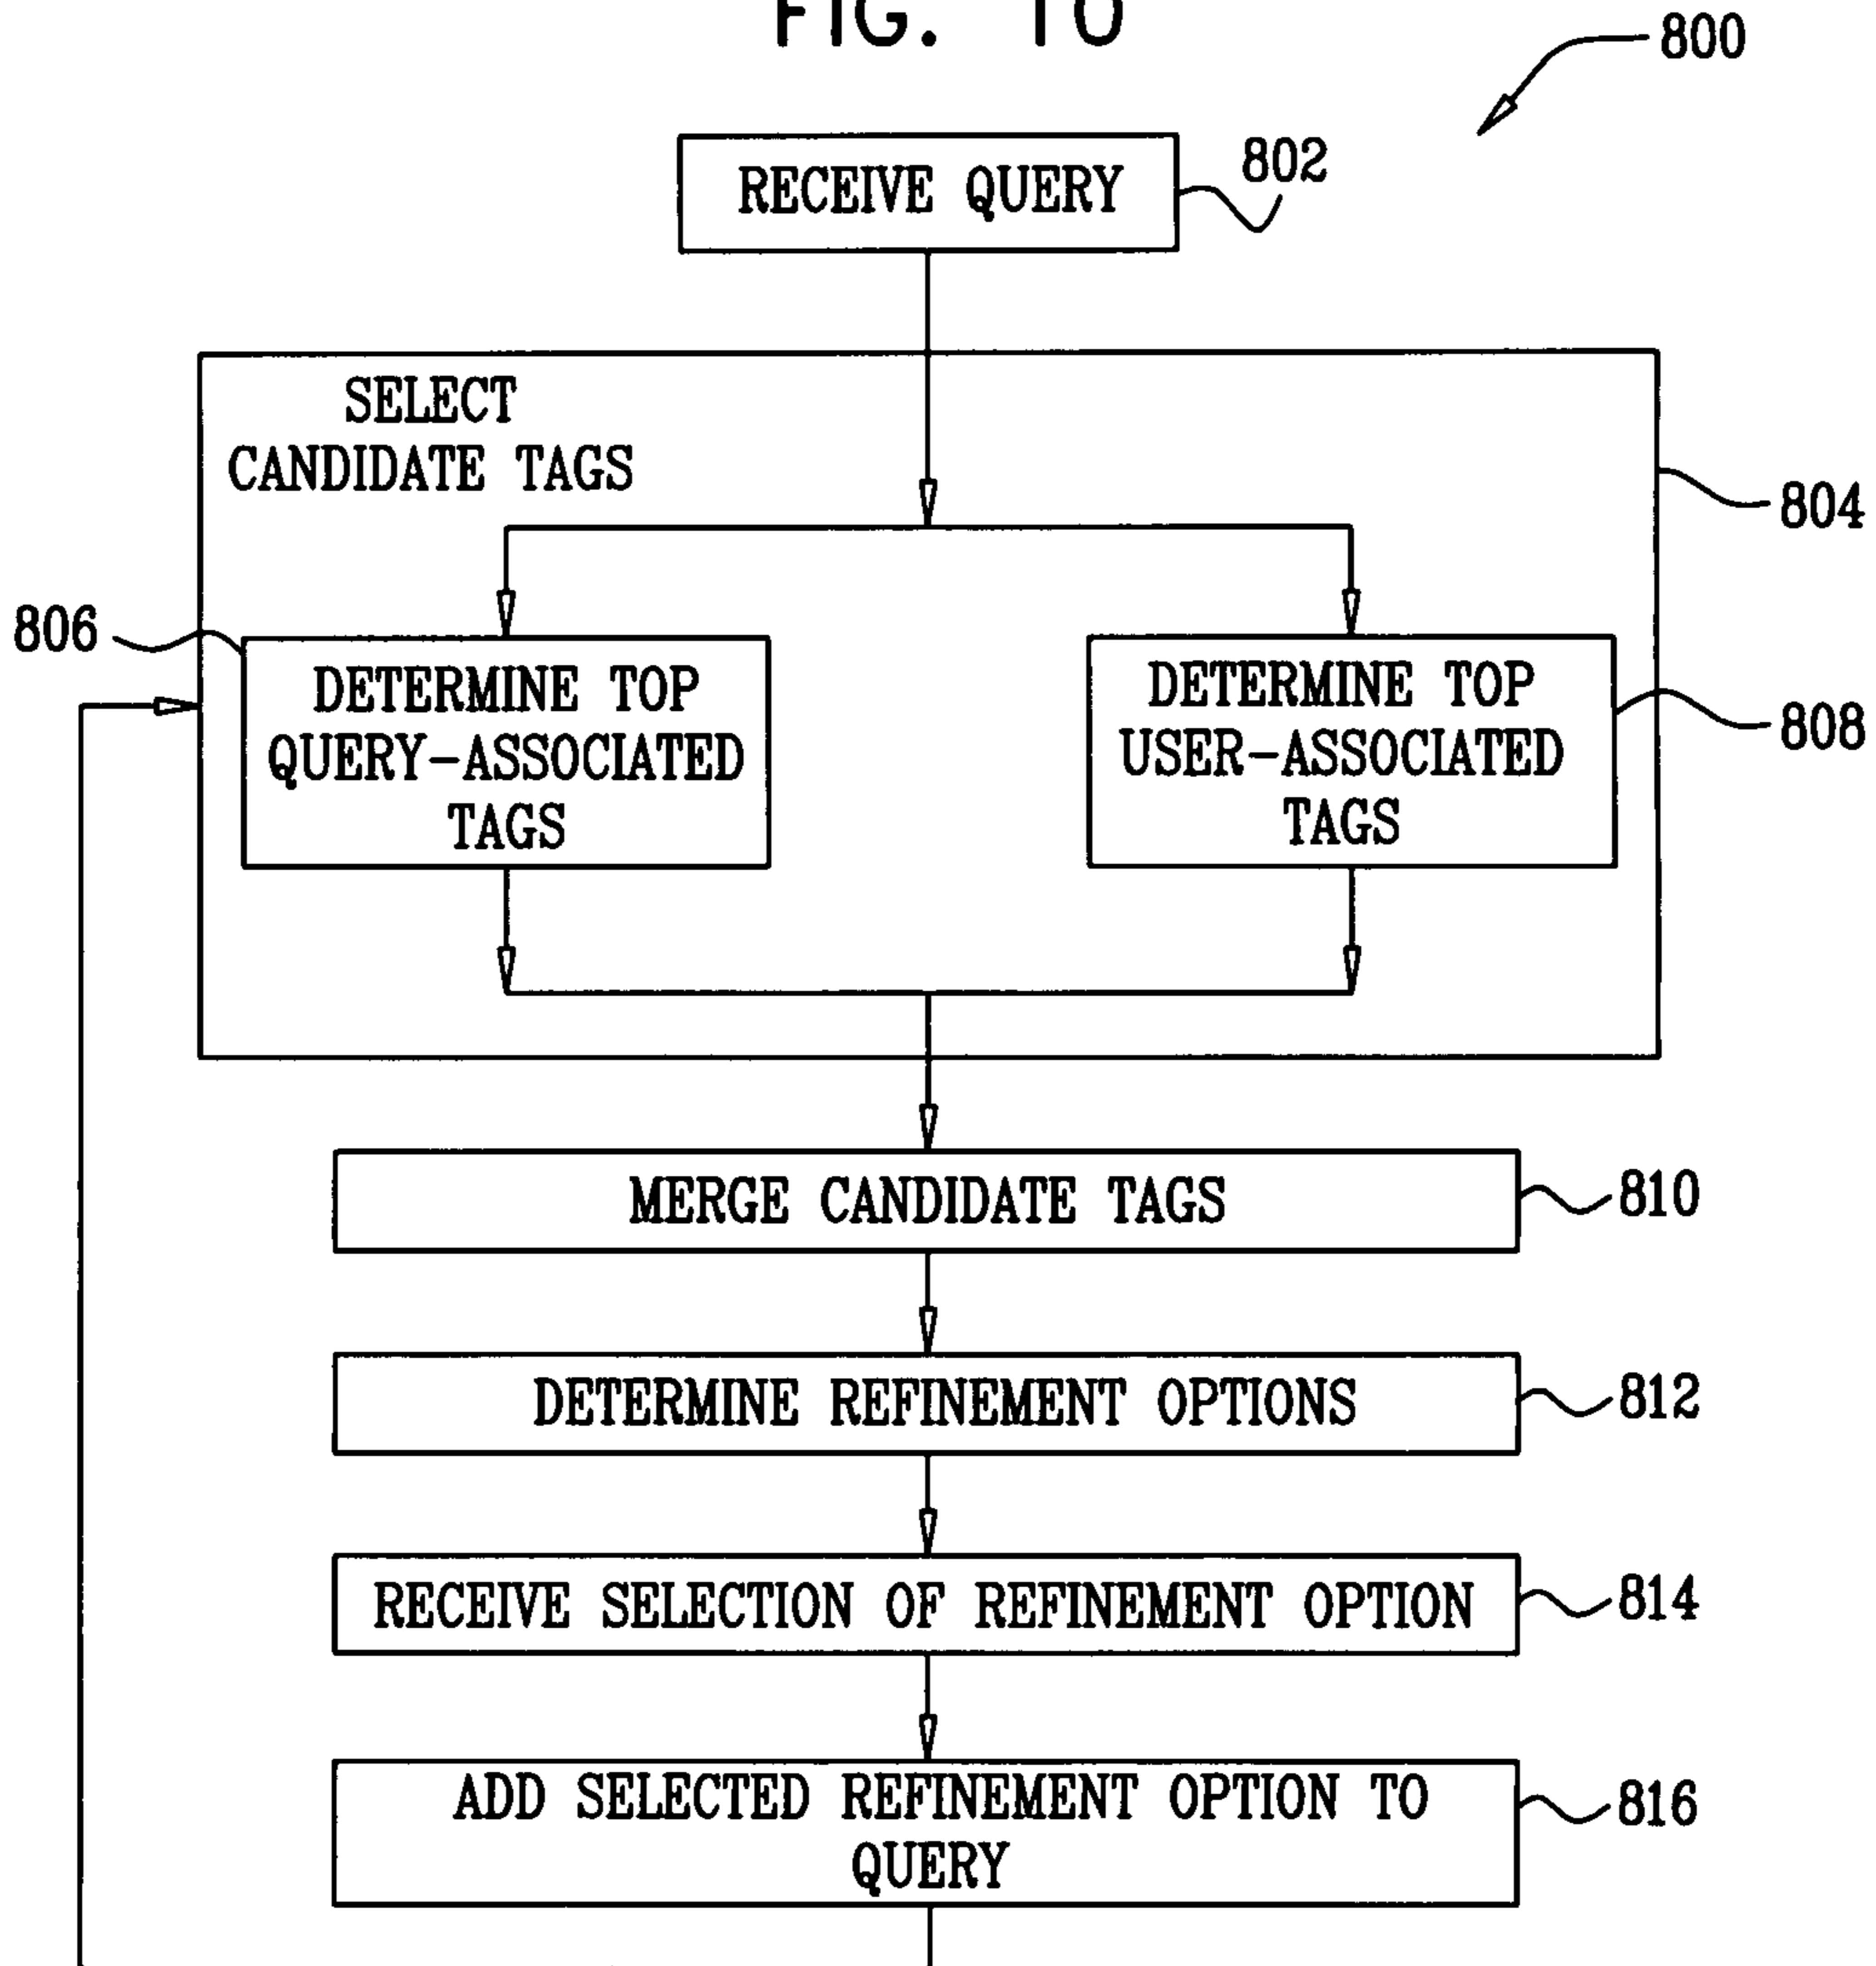 FIG. 10
800
RECEIVE QUERY
802
SELECT
CANDIDATE TAGS
804
806
DETERMINE TOP
QUERY-ASSOCIATED
TAGS
DETERMINE TOP
USER-ASSOCIATED
TAGS
808
MERGE CANDIDATE TAGS
810
DETERMINE REFINEMENT OPTIONS
812
RECEIVE SELECTION OF REFINEMENT OPTION
814
ADD SELECTED REFINEMENT OPTION TO
QUERY
816